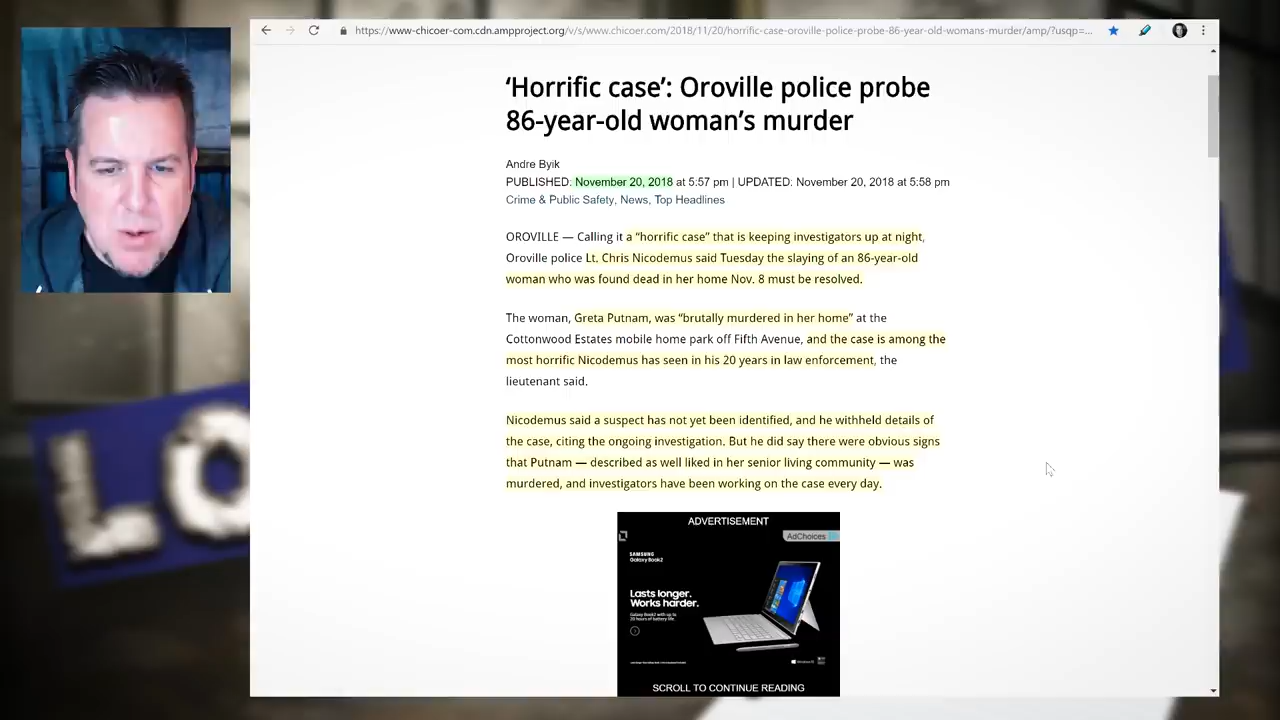 https://www-chicoer-com.cdn.ampproject.org/v/s/www.chicoer.com/2018/11/20/horrific-case-oroville-police-probe-86-year-old-womans-murder/amp/?usqp=...
‘Horrific case’: Oroville police probe
86-year-old woman’s murder
Andre Byik
PUBLISHED: November 20, 2018 at 5:57 pm | UPDATED: November 20, 2018 at 5:58 pm
Crime & Public Safety, News, Top Headlines
OROVILLE — Calling it a “horrific case” that is keeping investigators up at night,
Oroville police Lt. Chris Nicodemus said Tuesday the slaying of an 86-year-old
woman who was found dead in her home Nov. 8 must be resolved.
The woman, Greta Putnam, was “brutally murdered in her home” at the
Cottonwood Estates mobile home park off Fifth Avenue, and the case is among the
most horrific Nicodemus has seen in his 20 years in law enforcement, the
lieutenant said.
Nicodemus said a suspect has not yet been identified, and he withheld details of
the case, citing the ongoing investigation. But he did say there were obvious signs
that Putnam — described as well liked in her senior living community — was
murdered, and investigators have been working on the case every day.
ADVERTISEMENT
AdChoices
SAMSUNG
Galaxy Book2
Lasts longer.
Works harder.
SCROLL TO CONTINUE READING
LO